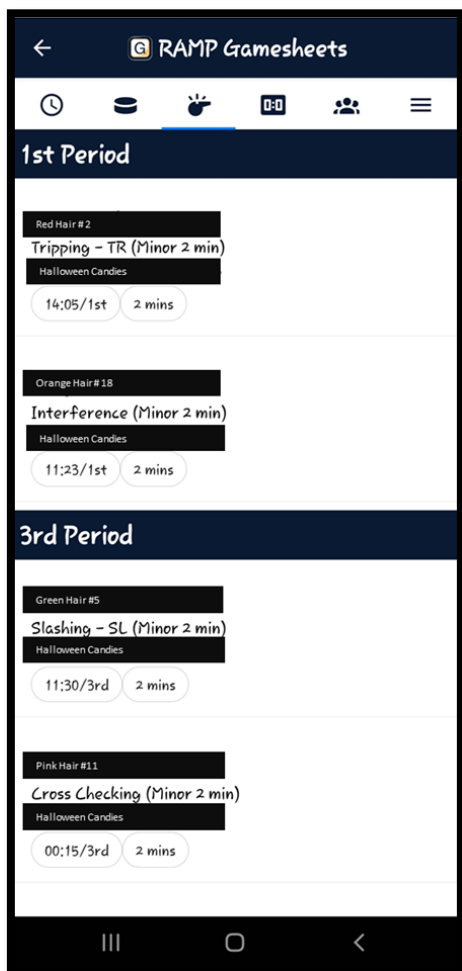 G RAMP Gamesheets
0:0
1st Period
Red Hair #2
Tripping – TR (Minor 2 min)
Halloween Candies
14:05/1st 2 mins
Orange Hair# 18
Interference (Minor 2 min)
Halloween Candies
11:23/1st 2 mins
3rd Period
Green Hair #5
Slashing – SL (Minor 2 min)
Halloween Candies
11:30/3rd 2 mins
Pink Hair #11
Cross Checking (Minor 2 min)
Halloween Candies
00:15/3rd 2 mins